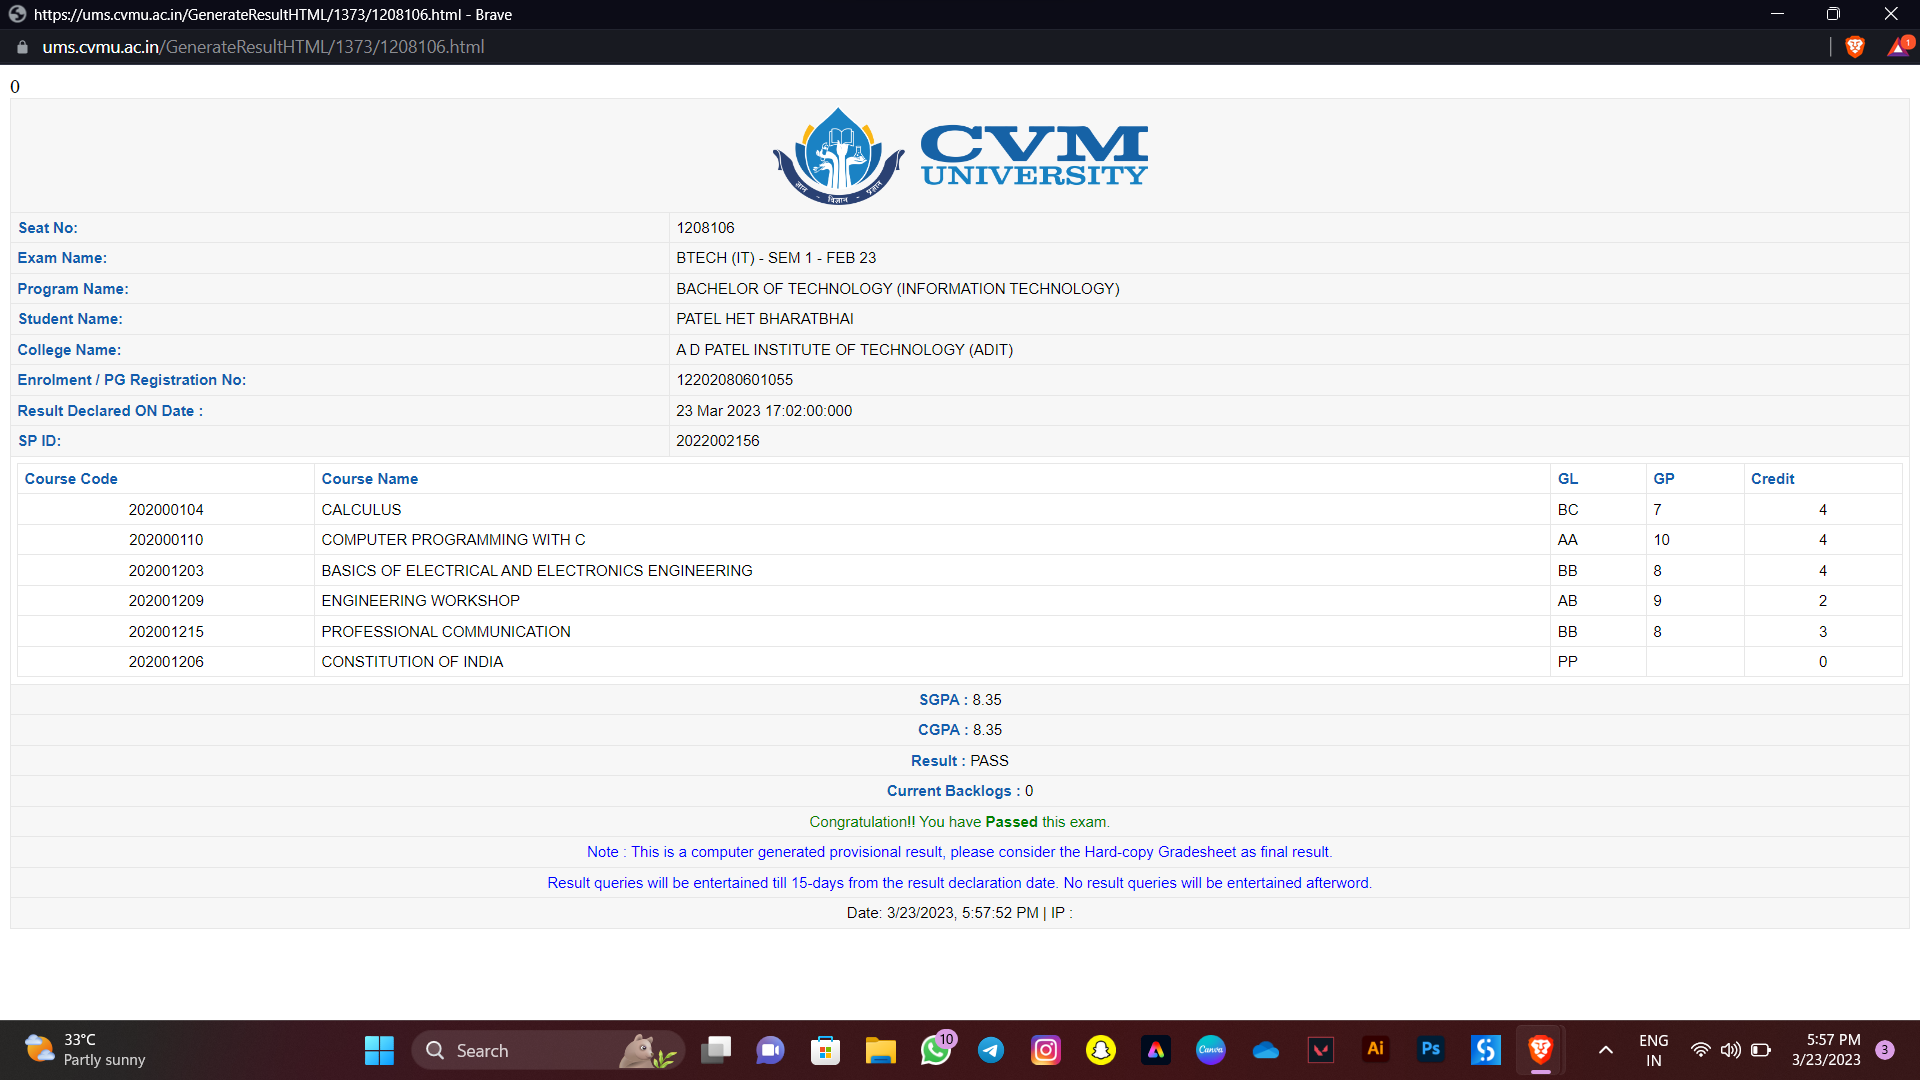 https://ums.cvmu.ac.in/GenerateResultHTML/1373/1208106.html - Brave
ums.cvmu.ac.in/GenerateResultHTML/1373/1208106.html
1
0
CVM
UNIVERSITY
ज्ञान - विज्ञान - प्रज्ञान
Seat No: 1208106
Exam Name: BTECH (IT) - SEM 1 - FEB 23
Program Name: BACHELOR OF TECHNOLOGY (INFORMATION TECHNOLOGY)
Student Name: PATEL HET BHARATBHAI
College Name: A D PATEL INSTITUTE OF TECHNOLOGY (ADIT)
Enrolment / PG Registration No: 12202080601055
Result Declared ON Date : 23 Mar 2023 17:02:00:000
SP ID: 2022002156
Course Code Course Name GL GP Credit
202000104 CALCULUS BC 7 4
202000110 COMPUTER PROGRAMMING WITH C AA 10 4
202001203 BASICS OF ELECTRICAL AND ELECTRONICS ENGINEERING BB 8 4
202001209 ENGINEERING WORKSHOP AB 9 2
202001215 PROFESSIONAL COMMUNICATION BB 8 3
202001206 CONSTITUTION OF INDIA PP 0
SGPA : 8.35
CGPA : 8.35
Result : PASS
Current Backlogs : 0
Congratulation!! You have Passed this exam.
Note : This is a computer generated provisional result, please consider the Hard-copy Gradesheet as final result.
Result queries will be entertained till 15-days from the result declaration date. No result queries will be entertained afterword.
Date: 3/23/2023, 5:57:52 PM | IP :
33°C
Partly sunny
Search
10
Canva
Ai
Ps
ENG
IN
5:57 PM
3/23/2023
3